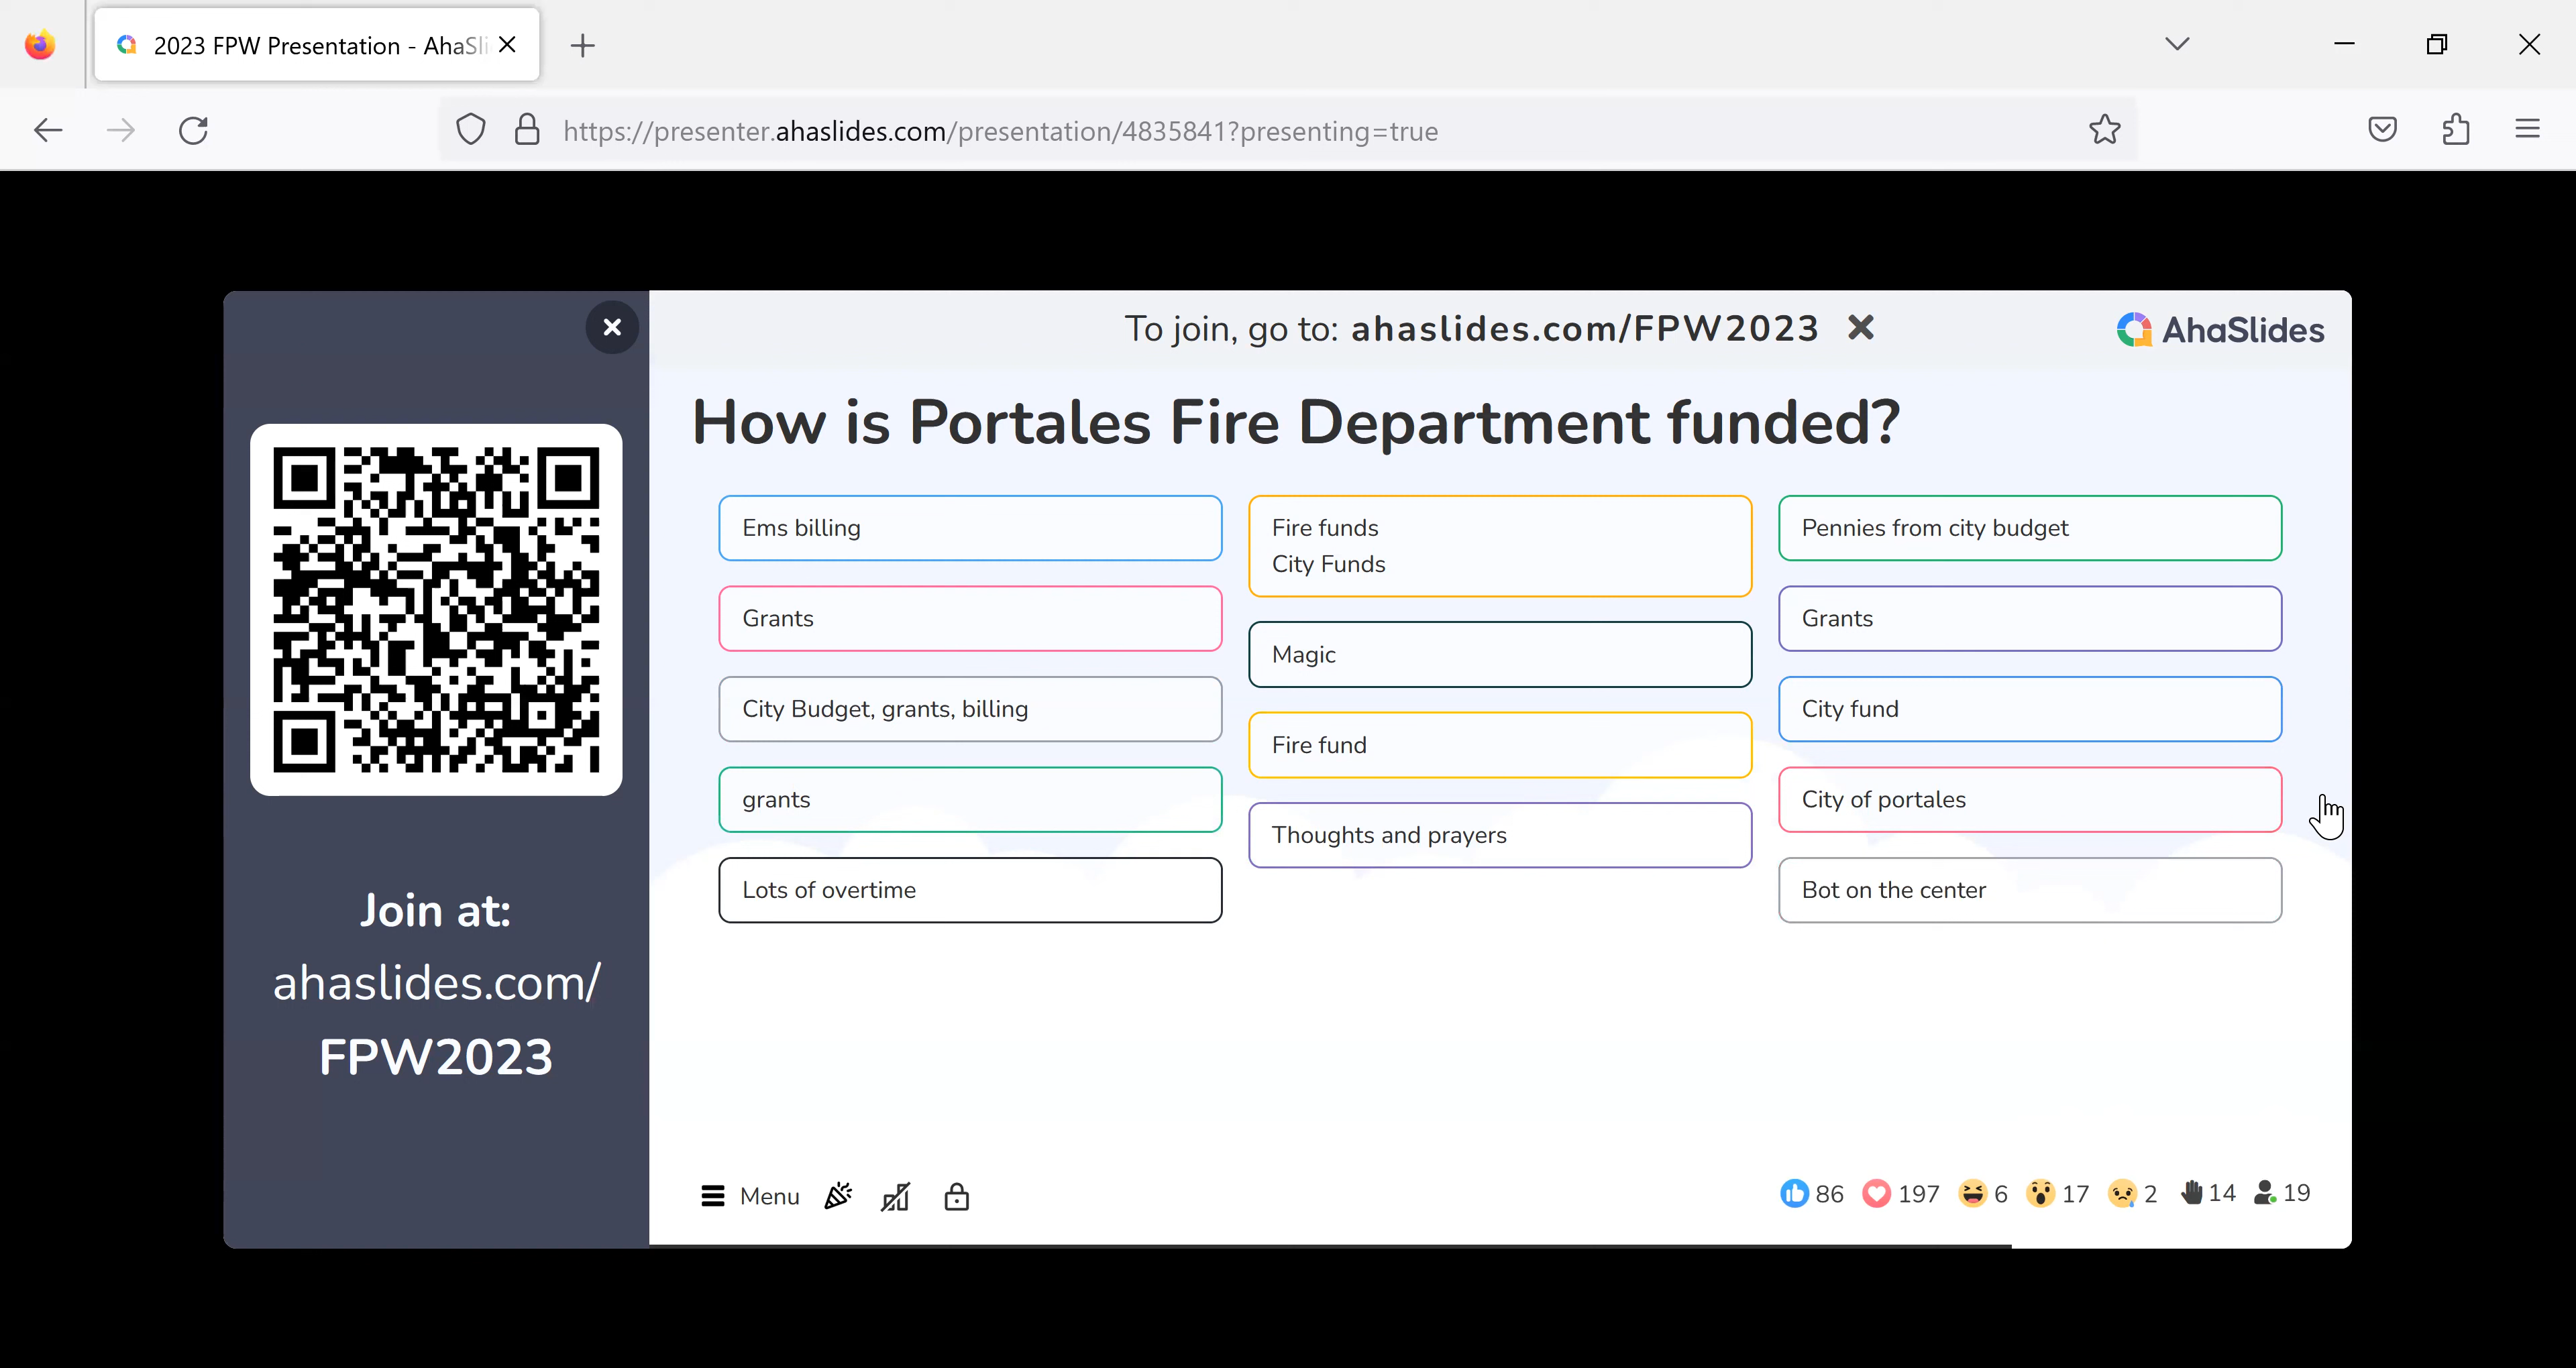 2023 FPW Presentation - AhaSli
https://presenter.ahaslides.com/presentation/4835841?presenting=true
To join, go to: ahaslides.com/FPW2023
AhaSlides
How is Portales Fire Department funded?
Ems billing
Grants
City Budget, grants, billing
grants
Lots of overtime
Fire funds
City Funds
Magic
Fire fund
Thoughts and prayers
Pennies from city budget
Grants
City fund
City of portales
Bot on the center
Join at:
ahaslides.com/
FPW2023
Menu
86 197 6 17 2 14 19